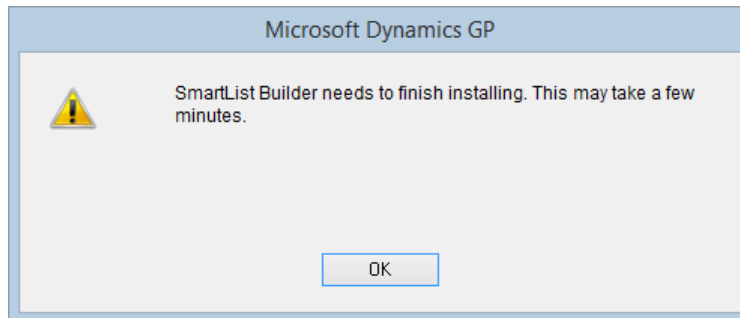 Microsoft Dynamics GP
SmartList Builder needs to finish installing. This may take a few
minutes.
OK